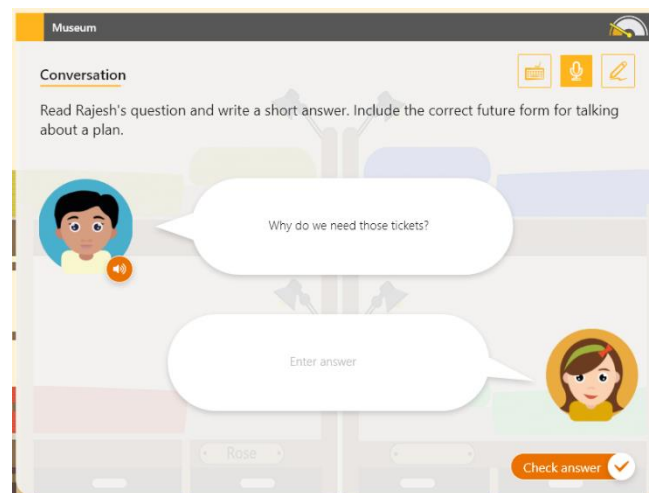 Museum
Conversation
Read Rajesh's question and write a short answer. Include the correct future form for talking
about a plan.
Why do we need those tickets?
Enter answer
Rose
Check answer